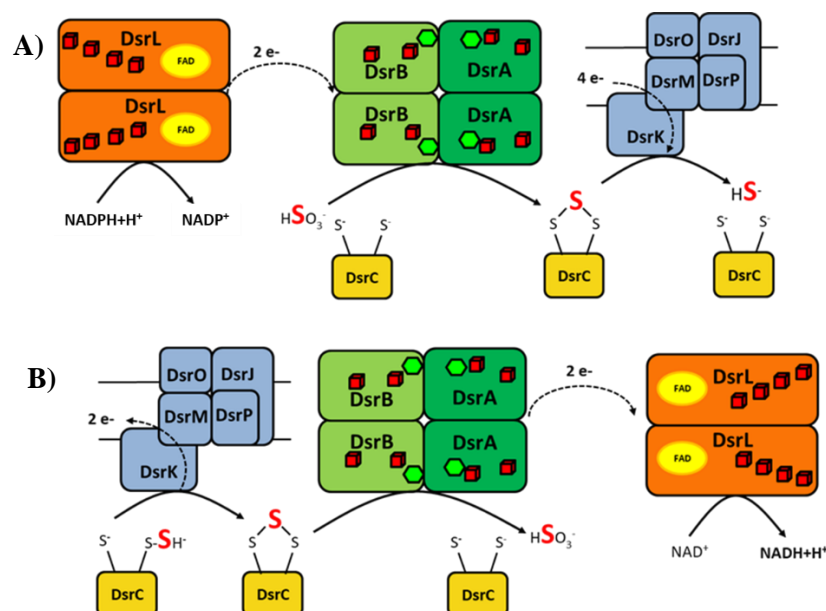 A)
DsrL
FAD
DsrL
FAD
NADPH+H⁺
NADP⁺
2 e-
DsrB
DsrA
DsrB
DsrA
HSO₃⁻
S⁻ S⁻
DsrC
S
S S
DsrC
DsrO
DsrJ
DsrM
DsrP
4 e-
DsrK
HS⁻
S⁻ S⁻
DsrC
B)
DsrO
DsrJ
2 e-
DsrM
DsrP
DsrK
S⁻ S-SH⁻
DsrC
S
S S
DsrC
DsrB
DsrA
DsrB
DsrA
S⁻ S⁻
DsrC
HSO₃⁻
2 e-
DsrL
FAD
DsrL
FAD
NAD⁺
NADH+H⁺